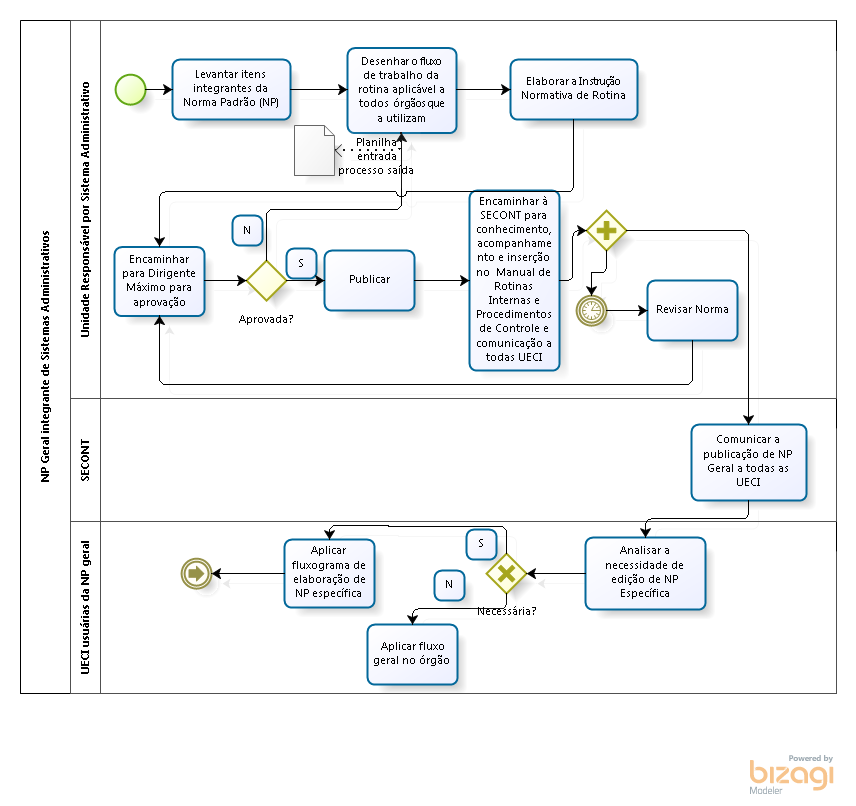 NP Geral integrante de Sistemas Administrativos
Unidade Responsável por Sistema Administrativo
Levantar itens
integrantes da
Norma Padrão (NP)
Desenhar o fluxo
de trabalho da
rotina aplicável a
todos órgãos que
a utilizam
Elaborar a Instrução
Normativa de Rotina
Planilha
entrada
processo saída
Encaminhar
para Dirigente
Máximo para
aprovação
N
S
Aprovada?
Publicar
Encaminhar à
SECONT para
conhecimento,
acompanhame
nto e inserção
no Manual de
Rotinas
Internas e
Procedimentos
de Controle e
comunicação a
todas UECI
Revisar Norma
SECONT
Comunicar a
publicação de NP
Geral a todas as
UECI
UECI usuárias da NP geral
Aplicar
fluxograma de
elaboração de
NP específica
S
N
Necessária?
Analisar a
necessidade de
edição de NP
Específica
Aplicar fluxo
geral no órgão
Powered by
bizagi
Modeler